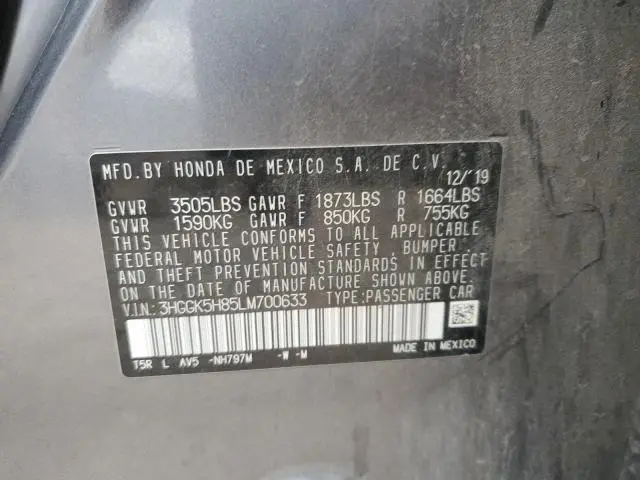 MFD.BY HONDA DE MEXICO S.A. DE C.V.
12/'19
GVWR 3505LBS GAWR F 1873LBS R 1664LBS
GVWR 1590KG GAWR F 850KG R 755KG
THIS VEHICLE CONFORMS TO ALL APPLICABLE
FEDERAL MOTOR VEHICLE SAFETY, BUMPER,
AND THEFT PREVENTION STANDARDS IN EFFECT
ON THE DATE OF MANUFACTURE SHOWN ABOVE.
V.I.N.: 3HGGK5H85LM700633 TYPE:PASSENGER CAR
T5R L AV5 -NH797M -W -M MADE IN MEXICO